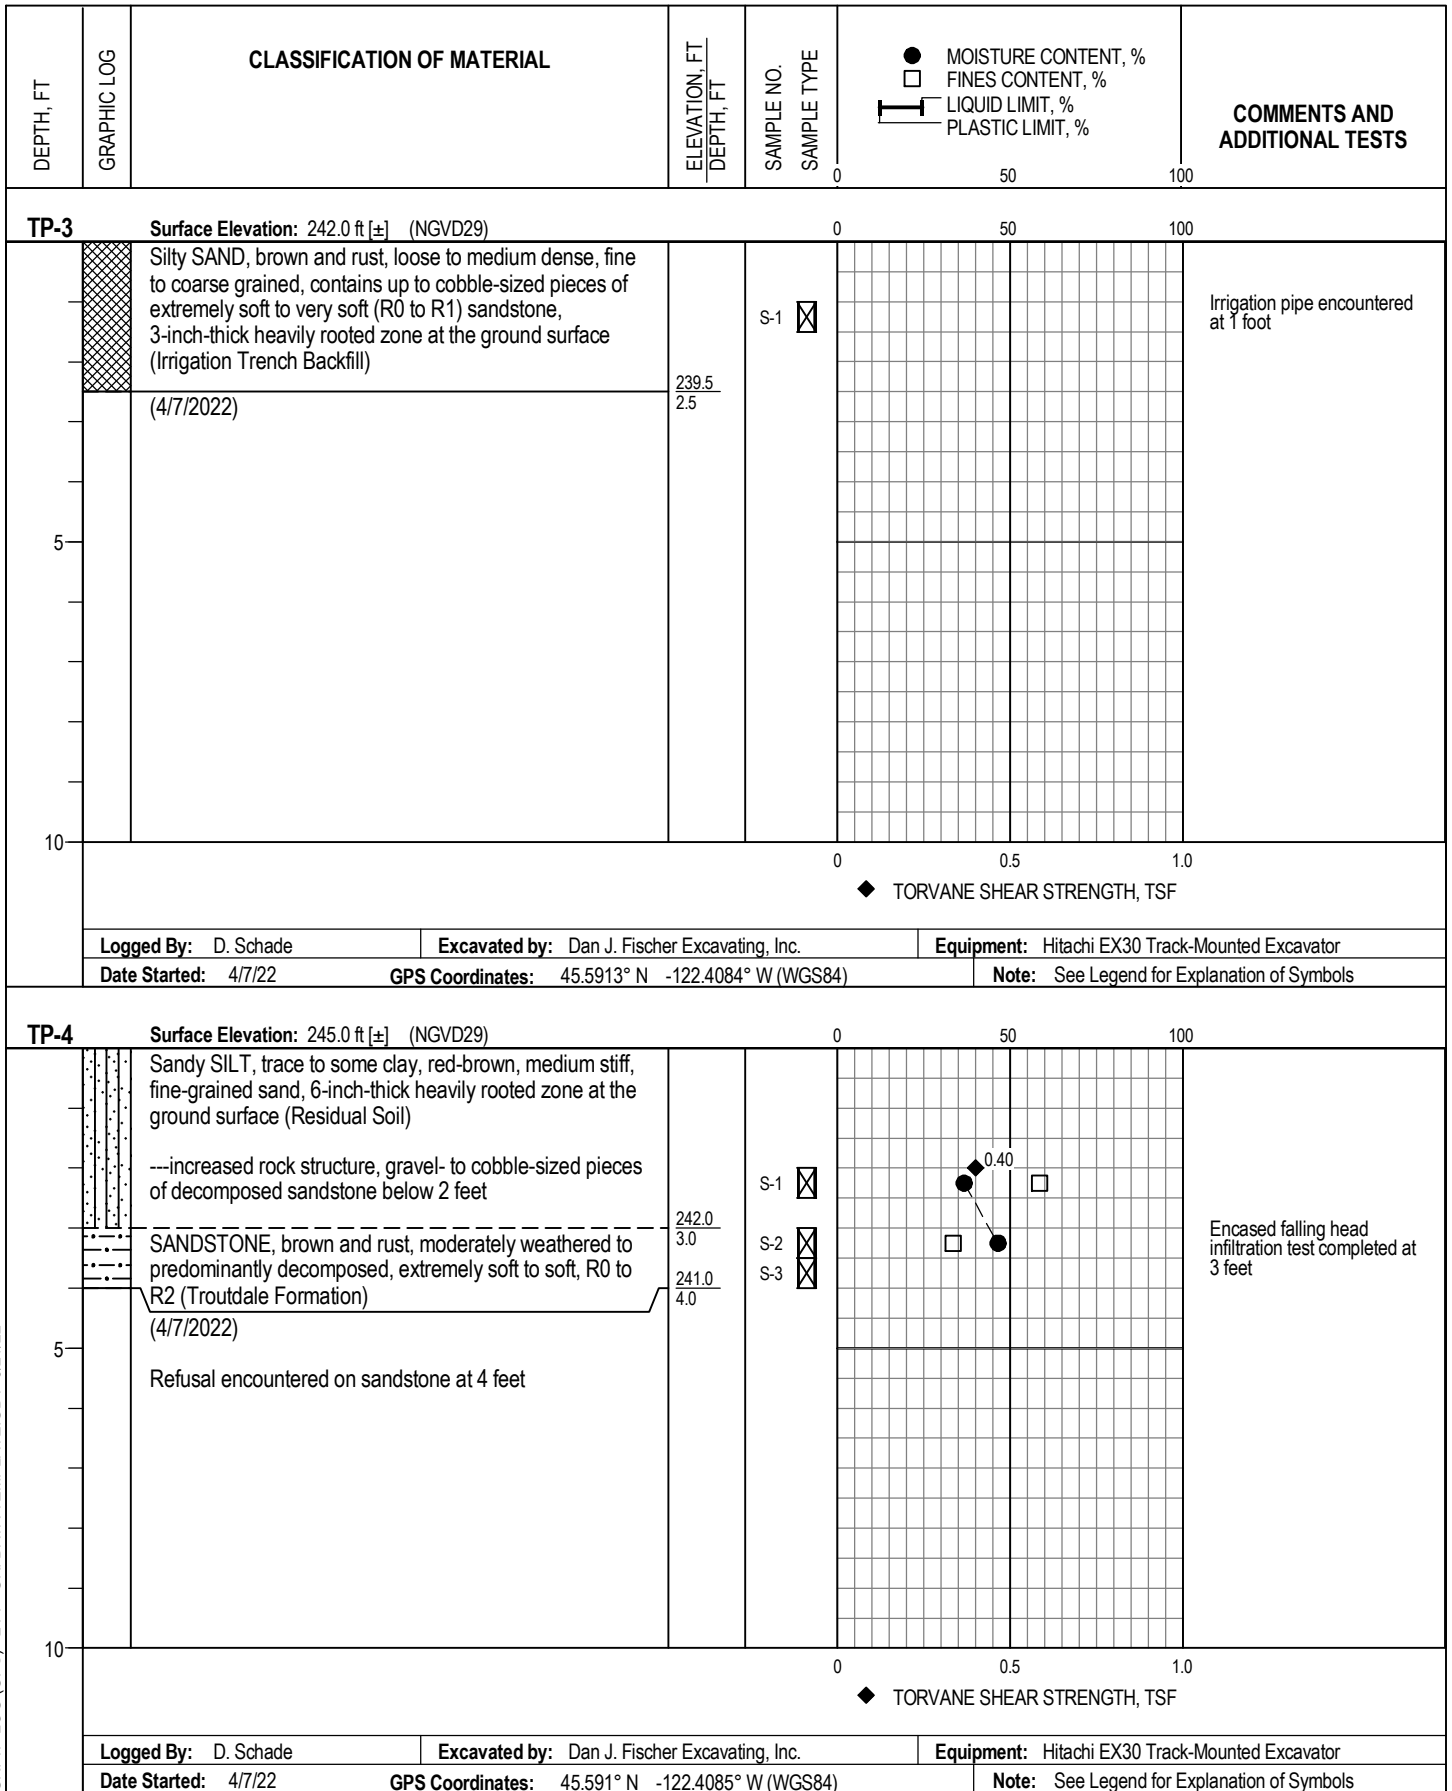 DEPTH, FT
GRAPHIC LOG
CLASSIFICATION OF MATERIAL
ELEVATION, FT
DEPTH, FT
SAMPLE NO.
SAMPLE TYPE
● MOISTURE CONTENT, %
□ FINES CONTENT, %
LIQUID LIMIT, %
PLASTIC LIMIT, %
0 50 100
COMMENTS AND
ADDITIONAL TESTS
TP-3 Surface Elevation: 242.0 ft [±] (NGVD29)
0 50 100
Silty SAND, brown and rust, loose to medium dense, fine
to coarse grained, contains up to cobble-sized pieces of
extremely soft to very soft (R0 to R1) sandstone,
3-inch-thick heavily rooted zone at the ground surface
(Irrigation Trench Backfill)
239.5
2.5
S-1
Irrigation pipe encountered
at 1 foot
(4/7/2022)
5
10
0 0.5 1.0
◆ TORVANE SHEAR STRENGTH, TSF
Logged By: D. Schade Excavated by: Dan J. Fischer Excavating, Inc. Equipment: Hitachi EX30 Track-Mounted Excavator
Date Started: 4/7/22 GPS Coordinates: 45.5913° N -122.4084° W (WGS84) Note: See Legend for Explanation of Symbols
TP-4 Surface Elevation: 245.0 ft [±] (NGVD29)
0 50 100
Sandy SILT, trace to some clay, red-brown, medium stiff,
fine-grained sand, 6-inch-thick heavily rooted zone at the
ground surface (Residual Soil)
---increased rock structure, gravel- to cobble-sized pieces
of decomposed sandstone below 2 feet
S-1
0.40
242.0
3.0
SANDSTONE, brown and rust, moderately weathered to
predominantly decomposed, extremely soft to soft, R0 to
R2 (Troutdale Formation)
241.0
4.0
S-2
S-3
Encased falling head
infiltration test completed at
3 feet
(4/7/2022)
5
Refusal encountered on sandstone at 4 feet
10
0 0.5 1.0
◆ TORVANE SHEAR STRENGTH, TSF
Logged By: D. Schade Excavated by: Dan J. Fischer Excavating, Inc. Equipment: Hitachi EX30 Track-Mounted Excavator
Date Started: 4/7/22 GPS Coordinates: 45.591° N -122.4085° W (WGS84) Note: See Legend for Explanation of Symbols